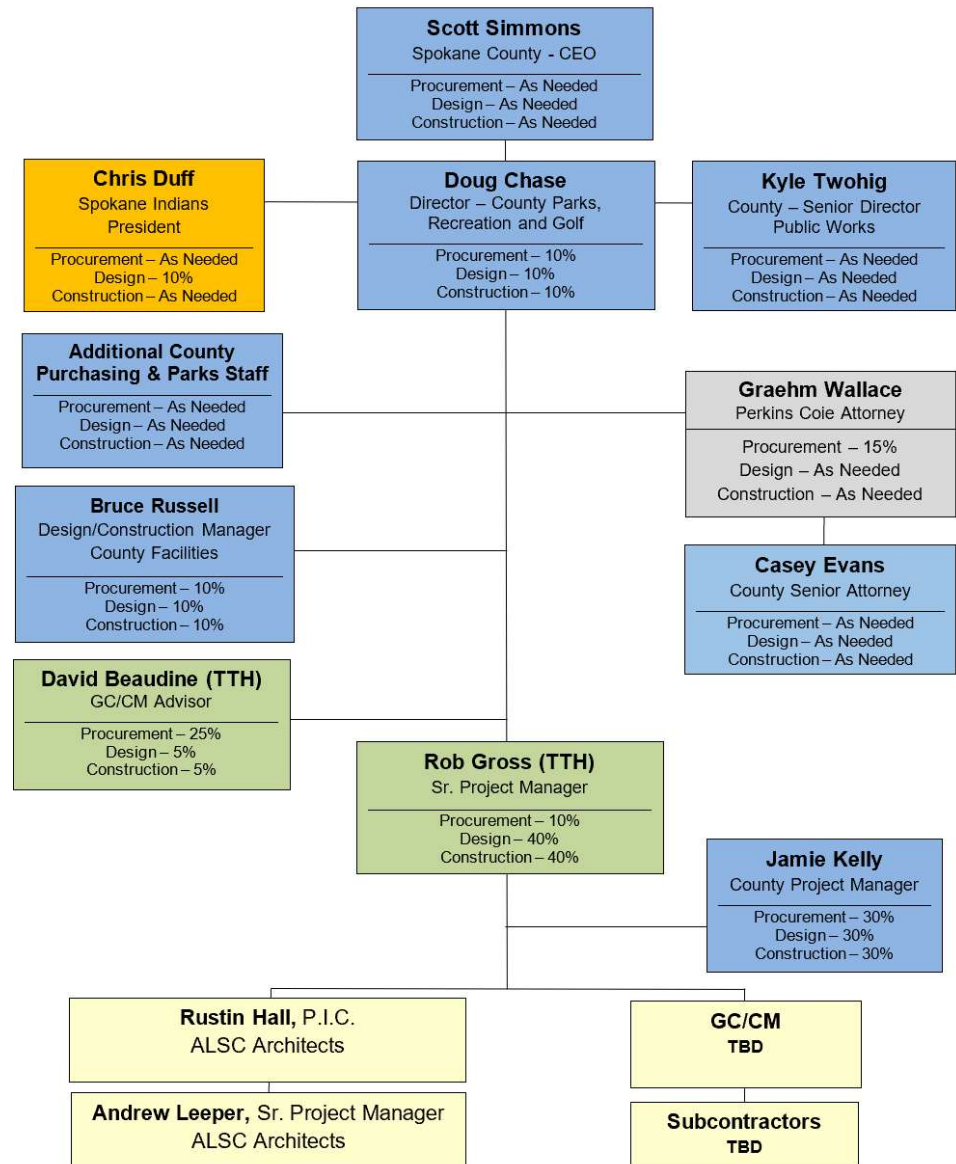 Scott Simmons
Spokane County - CEO
Procurement – As Needed
Design – As Needed
Construction – As Needed
Chris Duff
Spokane Indians
President
Procurement – As Needed
Design – 10%
Construction – As Needed
Doug Chase
Director – County Parks,
Recreation and Golf
Procurement – 10%
Design – 10%
Construction – 10%
Kyle Twohig
County – Senior Director
Public Works
Procurement – As Needed
Design – As Needed
Construction – As Needed
Additional County
Purchasing & Parks Staff
Procurement – As Needed
Design – As Needed
Construction – As Needed
Graehm Wallace
Perkins Coie Attorney
Procurement – 15%
Design – As Needed
Construction – As Needed
Bruce Russell
Design/Construction Manager
County Facilities
Procurement – 10%
Design – 10%
Construction – 10%
Casey Evans
County Senior Attorney
Procurement – As Needed
Design – As Needed
Construction – As Needed
David Beaudine (TTH)
GC/CM Advisor
Procurement – 25%
Design – 5%
Construction – 5%
Rob Gross (TTH)
Sr. Project Manager
Procurement – 10%
Design – 40%
Construction – 40%
Jamie Kelly
County Project Manager
Procurement – 30%
Design – 30%
Construction – 30%
Rustin Hall, P.I.C.
ALSC Architects
GC/CM
TBD
Andrew Leeper, Sr. Project Manager
ALSC Architects
Subcontractors
TBD